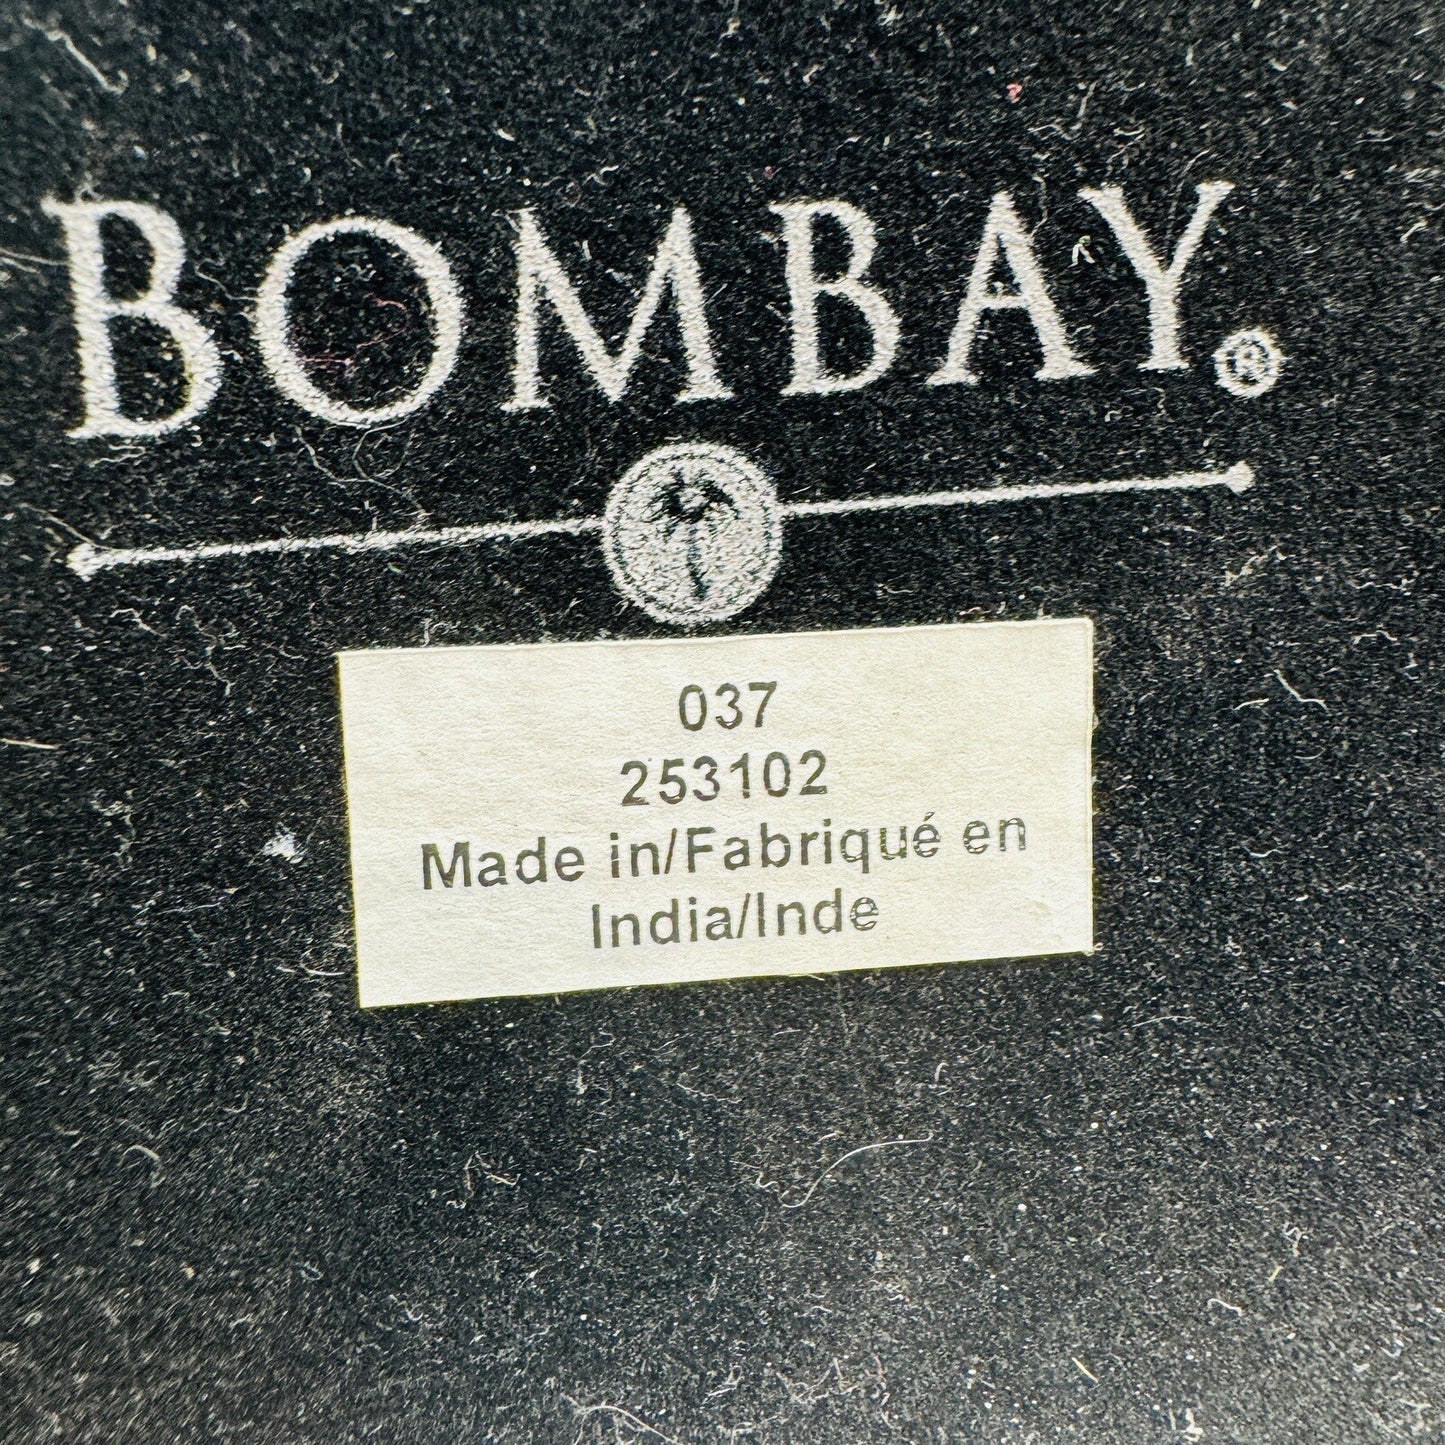 BOMBAY®
037
253102
Made in/Fabriqué en
India/Inde